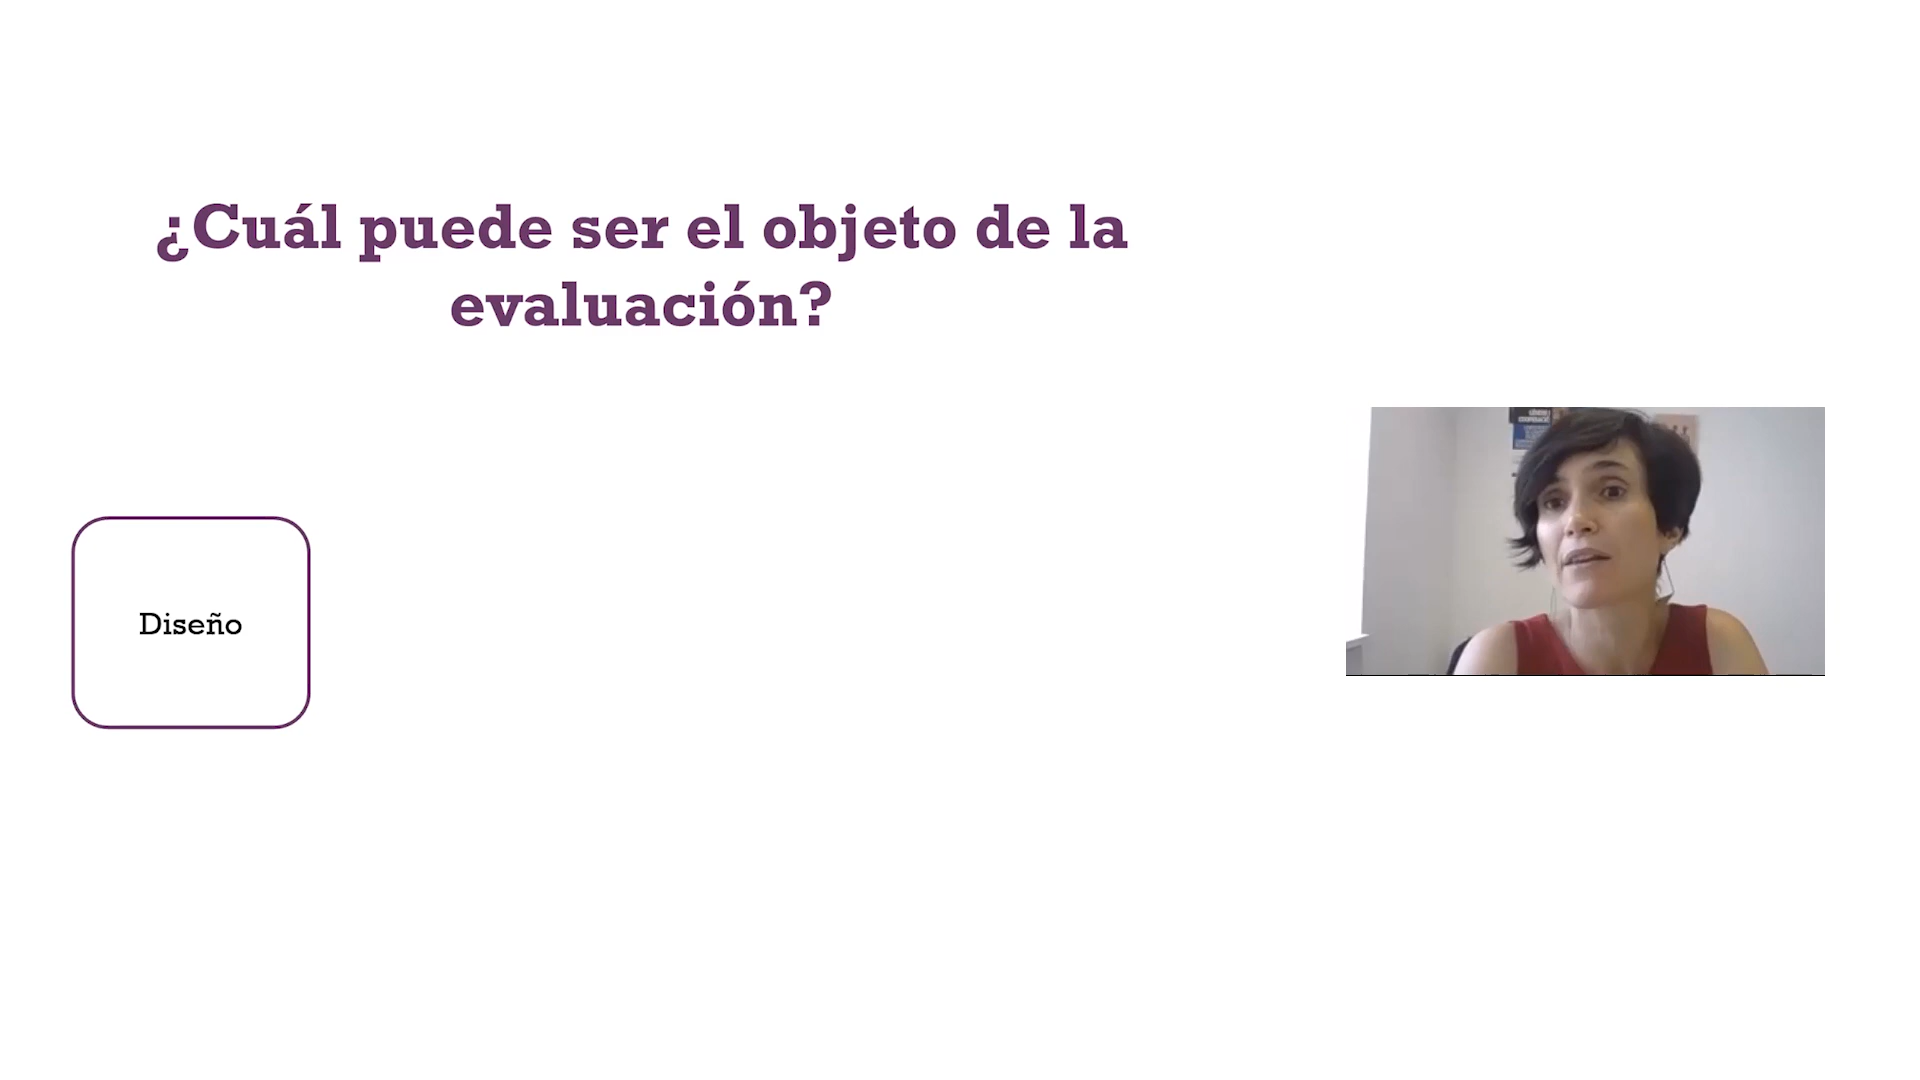 ¿Cuál puede ser el objeto de la
evaluación?
Diseño